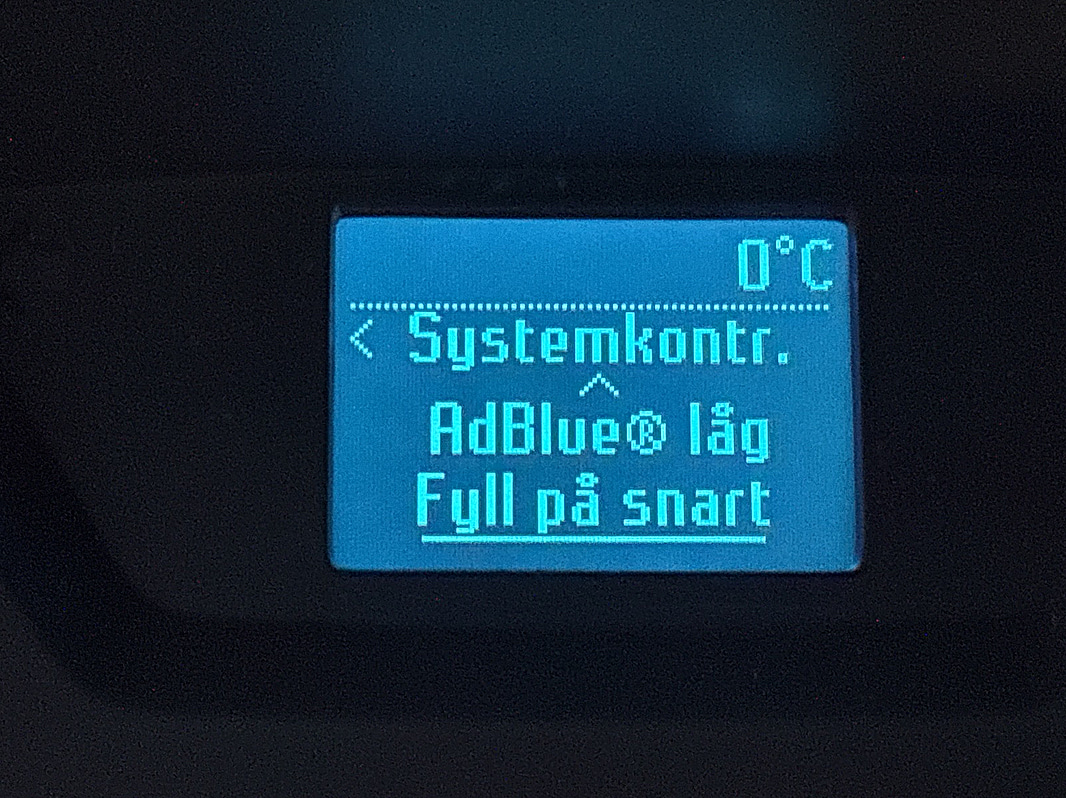 0°C
< Systemkontr.
^
AdBlue® låg
Fyll på snart